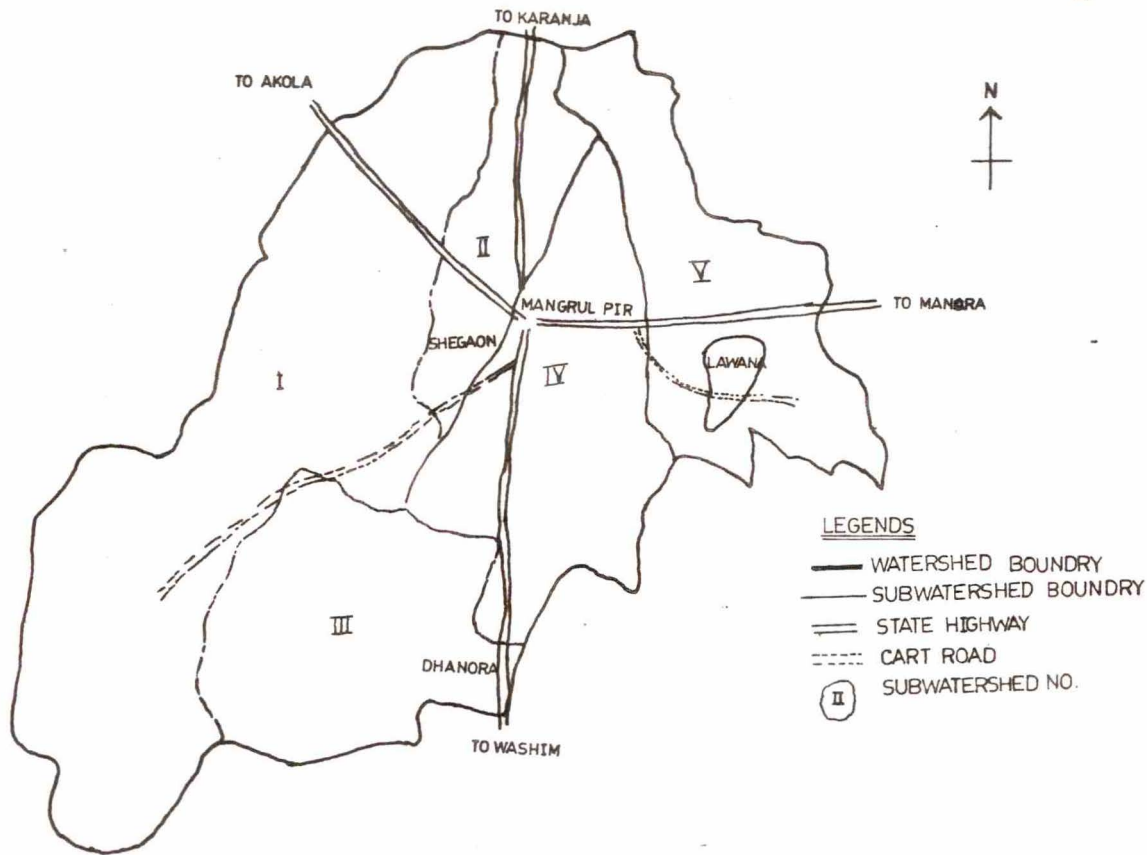 TO KARANJA
TO AKOLA
N
II
V
MANGRUL PIR
TO MANORA
SHEGAON
LAWANA
I
IV
LEGENDS
WATERSHED BOUNDRY
SUBWATERSHED BOUNDRY
STATE HIGHWAY
CART ROAD
II SUBWATERSHED NO.
III
DHANORA
TO WASHIM